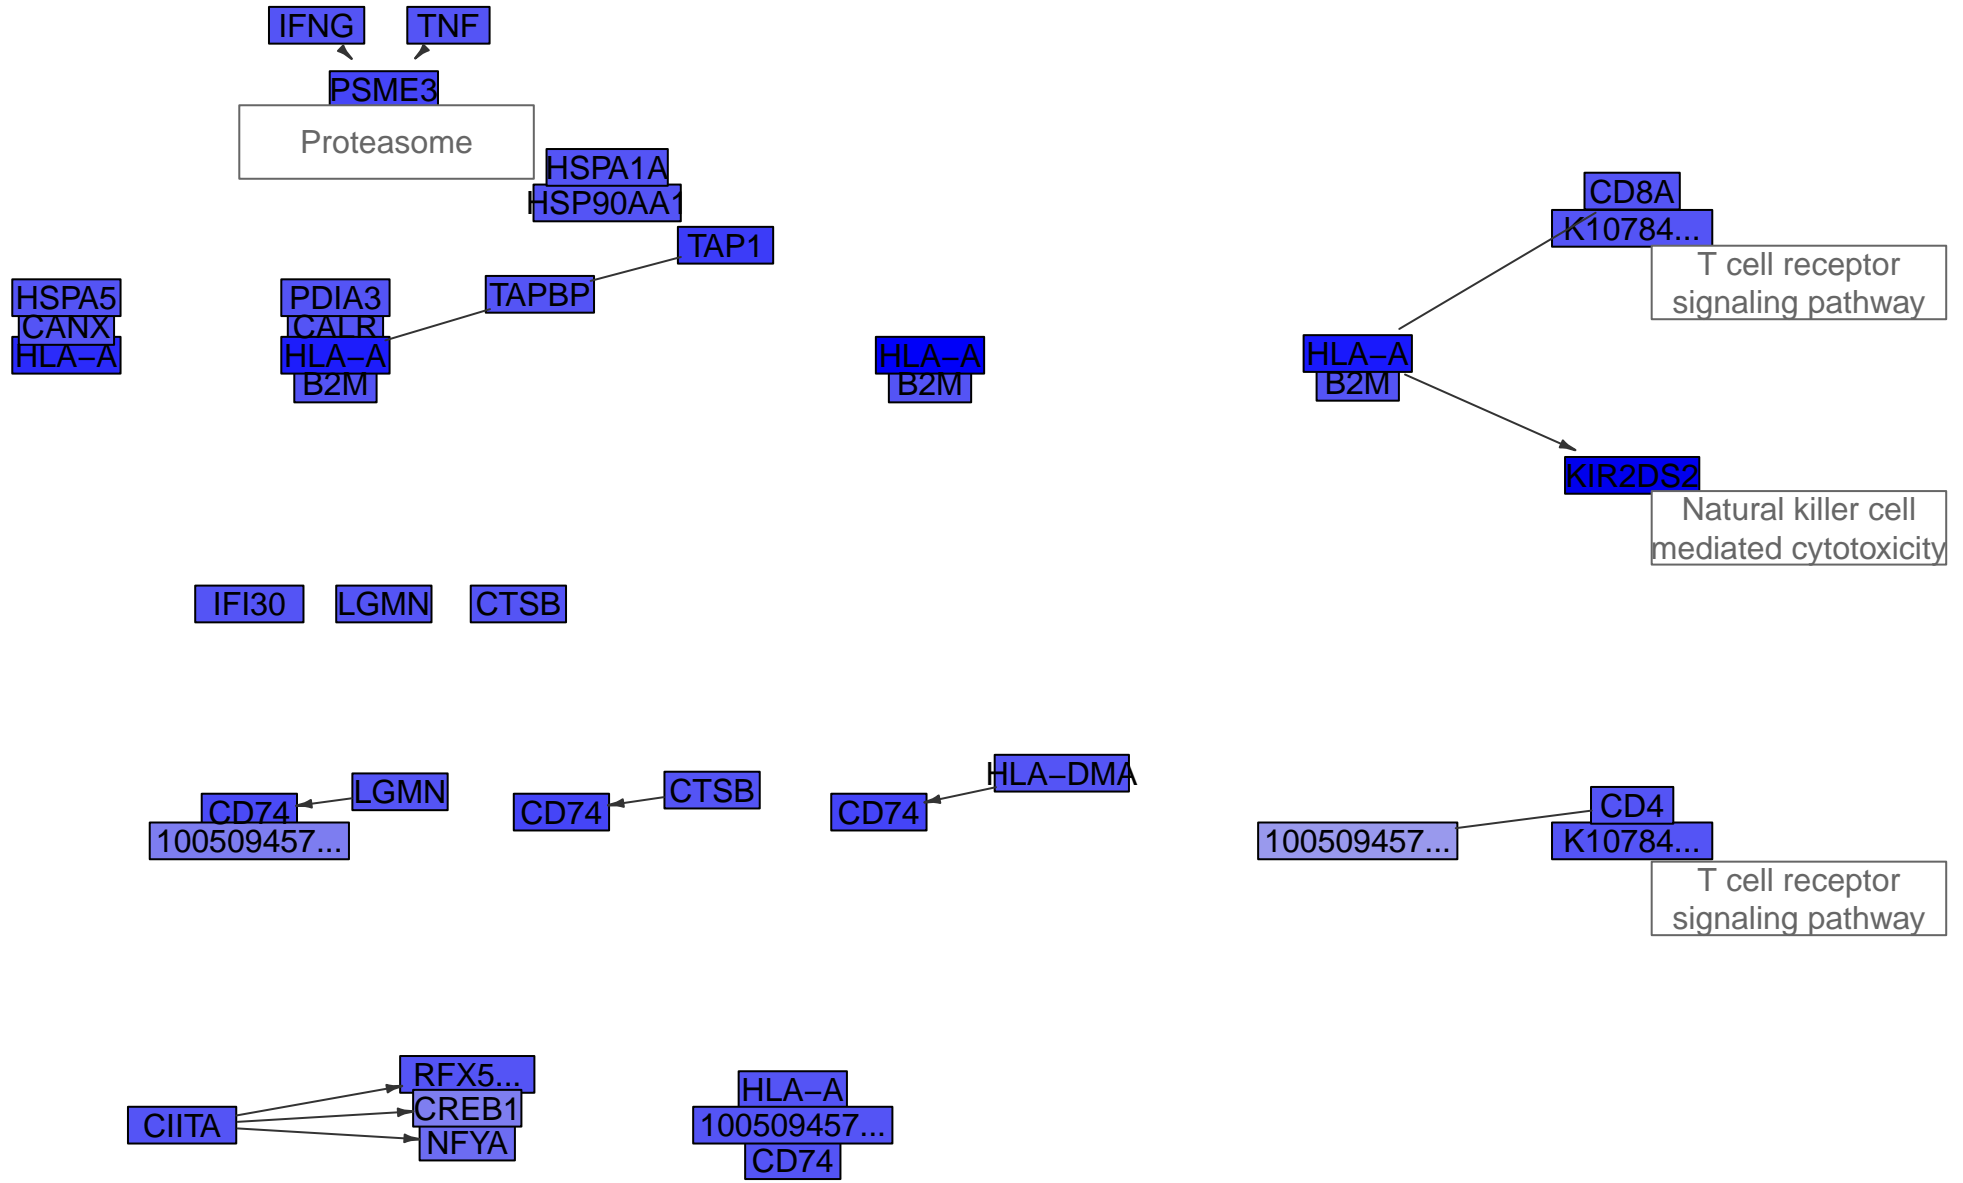 IFNG
TNF
PSME3
Proteasome
HSPA1A
HSP90AA1
TAP1
CD8A
K10784...
T cell receptor
signaling pathway
HSPA5
CANX
HLA−A
PDIA3
CALR
HLA−A
B2M
TAPBP
HLA−A
B2M
HLA−A
B2M
KIR2DS2
Natural killer cell
mediated cytotoxicity
IFI30
LGMN
CTSB
CD74
100509457...
LGMN
CD74
CTSB
CD74
HLA−DMA
100509457...
CD4
K10784...
T cell receptor
signaling pathway
CIITA
RFX5...
CREB1
NFYA
HLA−A
100509457...
CD74